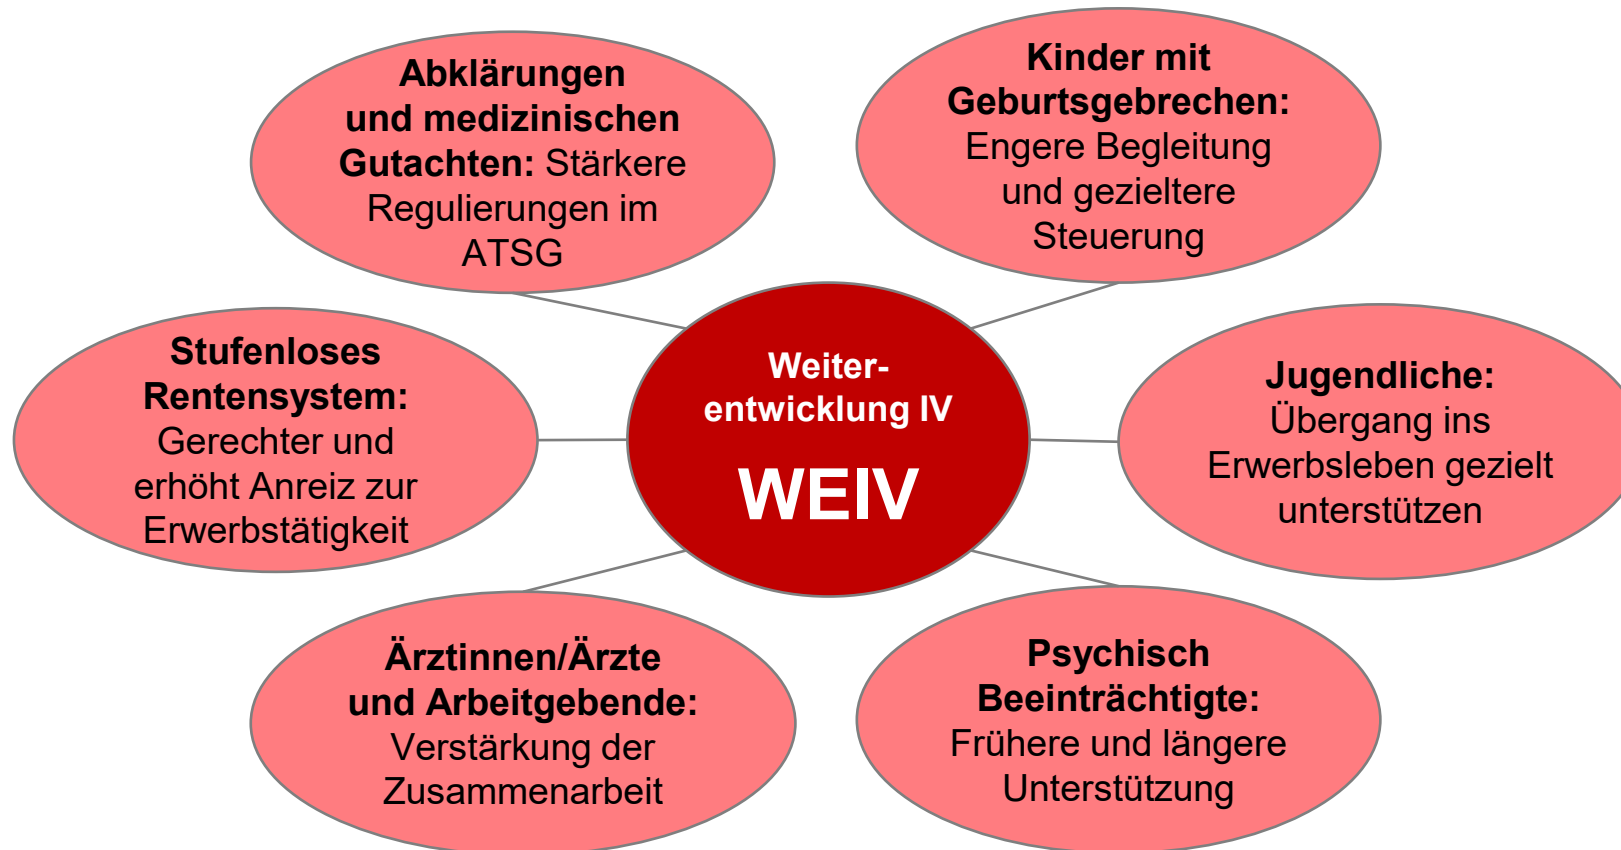 Abklärungen
und medizinischen
Gutachten: Stärkere
Regulierungen im
ATSG
Kinder mit
Geburtsgebrechen:
Engere Begleitung
und gezieltere
Steuerung
Stufenloses
Rentensystem:
Gerechter und
erhöht Anreiz zur
Erwerbstätigkeit
Weiter-
entwicklung IV
WEIV
Jugendliche:
Übergang ins
Erwerbsleben gezielt
unterstützen
Ärztinnen/Ärzte
und Arbeitgebende:
Verstärkung der
Zusammenarbeit
Psychisch
Beeinträchtigte:
Frühere und längere
Unterstützung